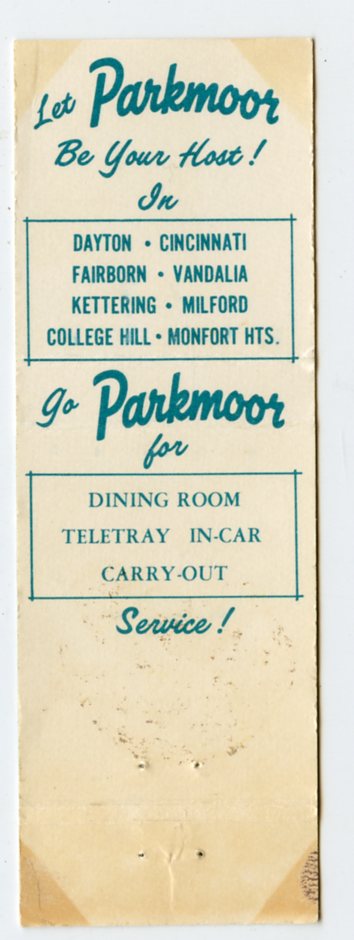 Let Parkmoor
Be Your Host!
In
DAYTON • CINCINNATI
FAIRBORN • VANDALIA
KETTERING • MILFORD
COLLEGE HILL • MONFORT HTS.
Go Parkmoor
for
DINING ROOM
TELETRAY IN-CAR
CARRY-OUT
Service!